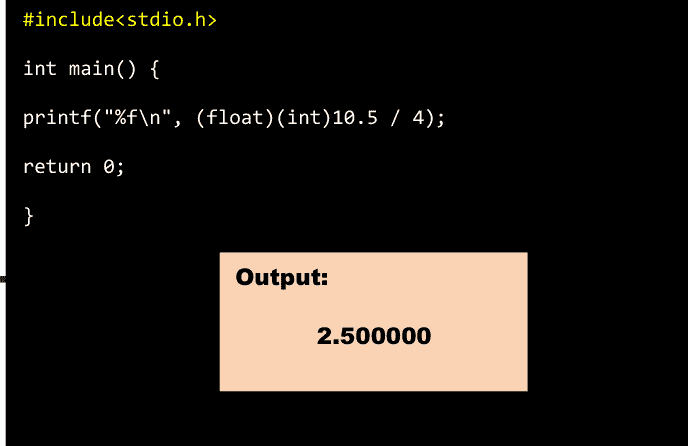 #include<stdio.h>
int main() {
printf("%f\n", (float)(int)10.5 / 4);
return 0;
}
Output:
2.500000